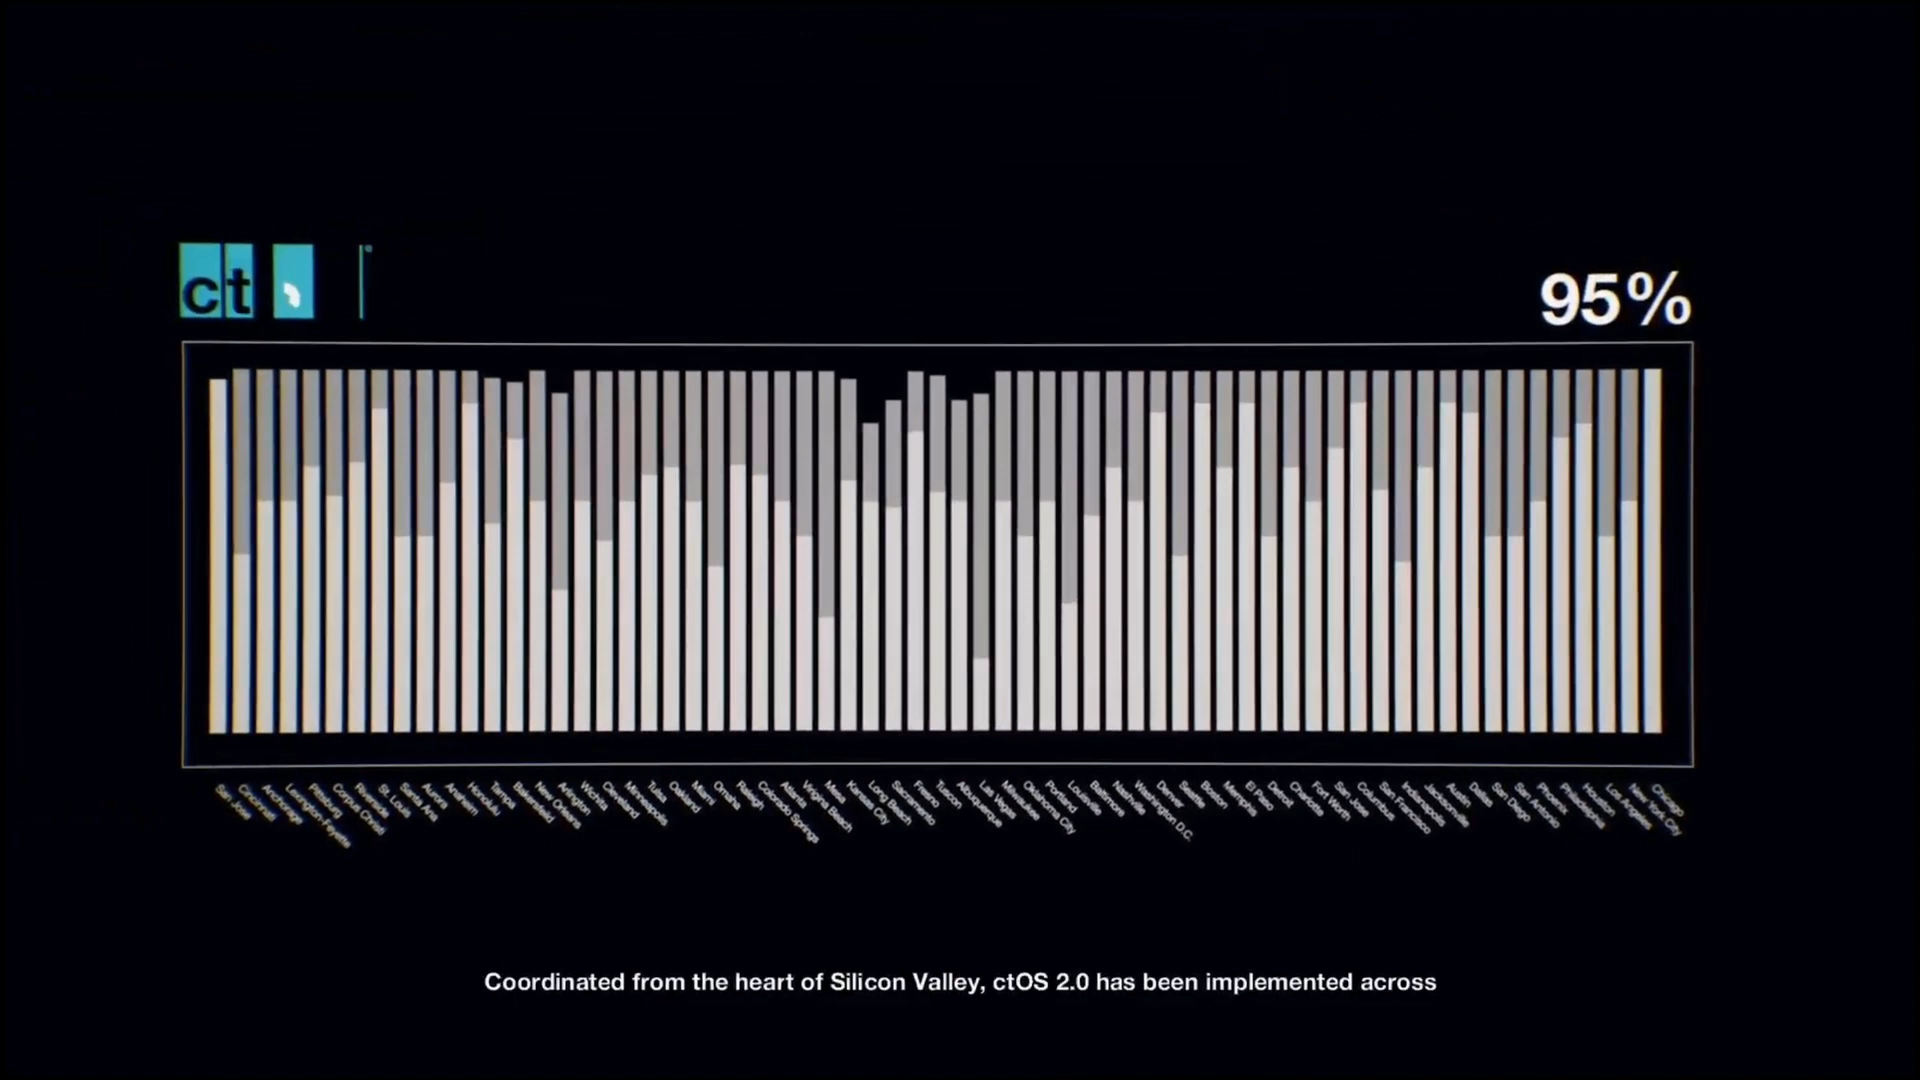 ct
95%
San Jose
Cincinnati
Anchorage
Lexington-Fayette
Pittsburg
Corpus Christi
Riverside
St. Louis
Santa Ana
Aurora
Anaheim
Honolulu
Tampa
Bakersfield
New Orleans
Arlington
Wichita
Cleveland
Minneapolis
Tulsa
Oakland
Miami
Omaha
Raleigh
Colorado Springs
Atlanta
Virginia Beach
Mesa
Kansas City
Long Beach
Sacramento
Fresno
Tucson
Albuquerque
Las Vegas
Milwaukee
Oklahoma City
Portland
Louisville
Baltimore
Nashville
Washington D.C.
Denver
Seattle
Boston
Memphis
El Paso
Detroit
Charlotte
Fort Worth
San Jose
Columbus
San Francisco
Indianapolis
Jacksonville
Austin
Dallas
San Diego
San Antonio
Phoenix
Philadelphia
Houston
Los Angeles
New York City
Chicago
Coordinated from the heart of Silicon Valley, ctOS 2.0 has been implemented across